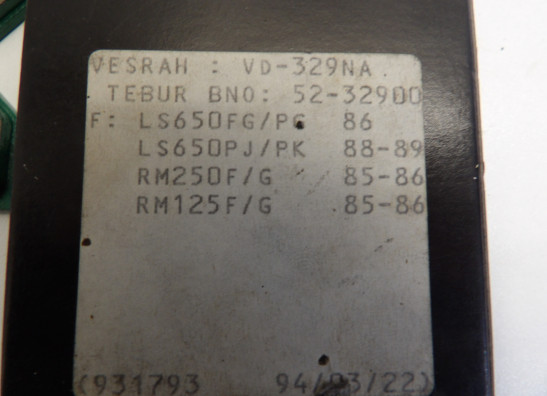 VESRAH : VD-329NA
TEBUR BNO: 52-32900
F: LS650FG/PG 86
LS650PJ/PK 88-89
RM250F/G 85-86
RM125F/G 85-86
(931793 94/03/22)